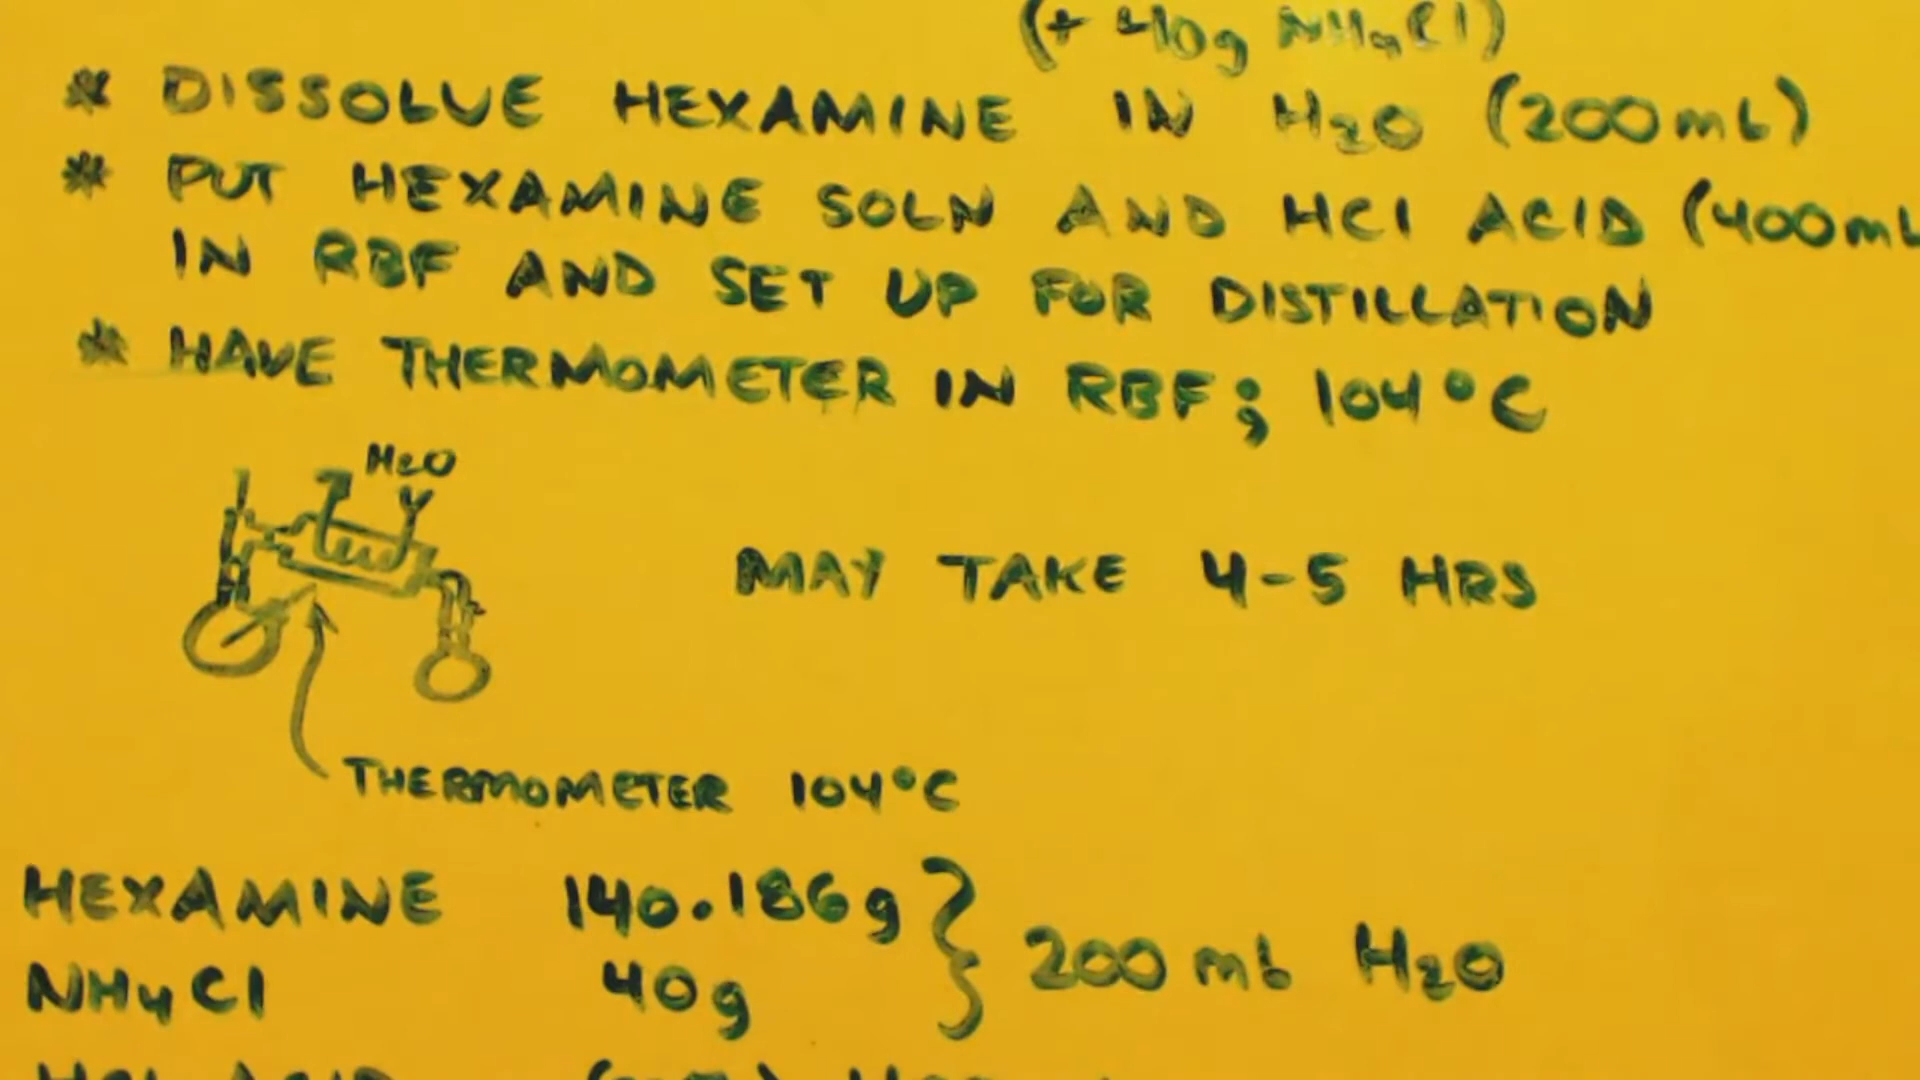 (+ 40g NH4Cl)
* DISSOLVE HEXAMINE IN H2O (200mL)
* PUT HEXAMINE SOLN AND HCl ACID (400mL
IN RBF AND SET UP FOR DISTILLATION
* HAVE THERMOMETER IN RBF; 104°C
H2O
MAY TAKE 4-5 HRS
THERMOMETER 104°C
HEXAMINE 140.186g } 200 mL H2O
NH4Cl 40g
HCl ACID